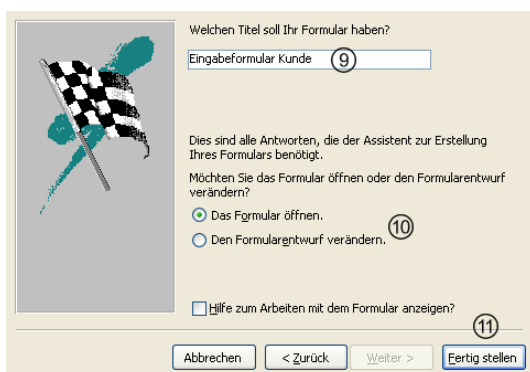 Welchen Titel soll Ihr Formular haben?
Eingabeformular Kunde 9
Dies sind alle Antworten, die der Assistent zur Erstellung
Ihres Formulars benötigt.
Möchten Sie das Formular öffnen oder den Formularentwurf
verändern?
Das Formular öffnen.
10
Den Formularentwurf verändern.
Hilfe zum Arbeiten mit dem Formular anzeigen?
11
Abbrechen < Zurück Weiter > Fertig stellen